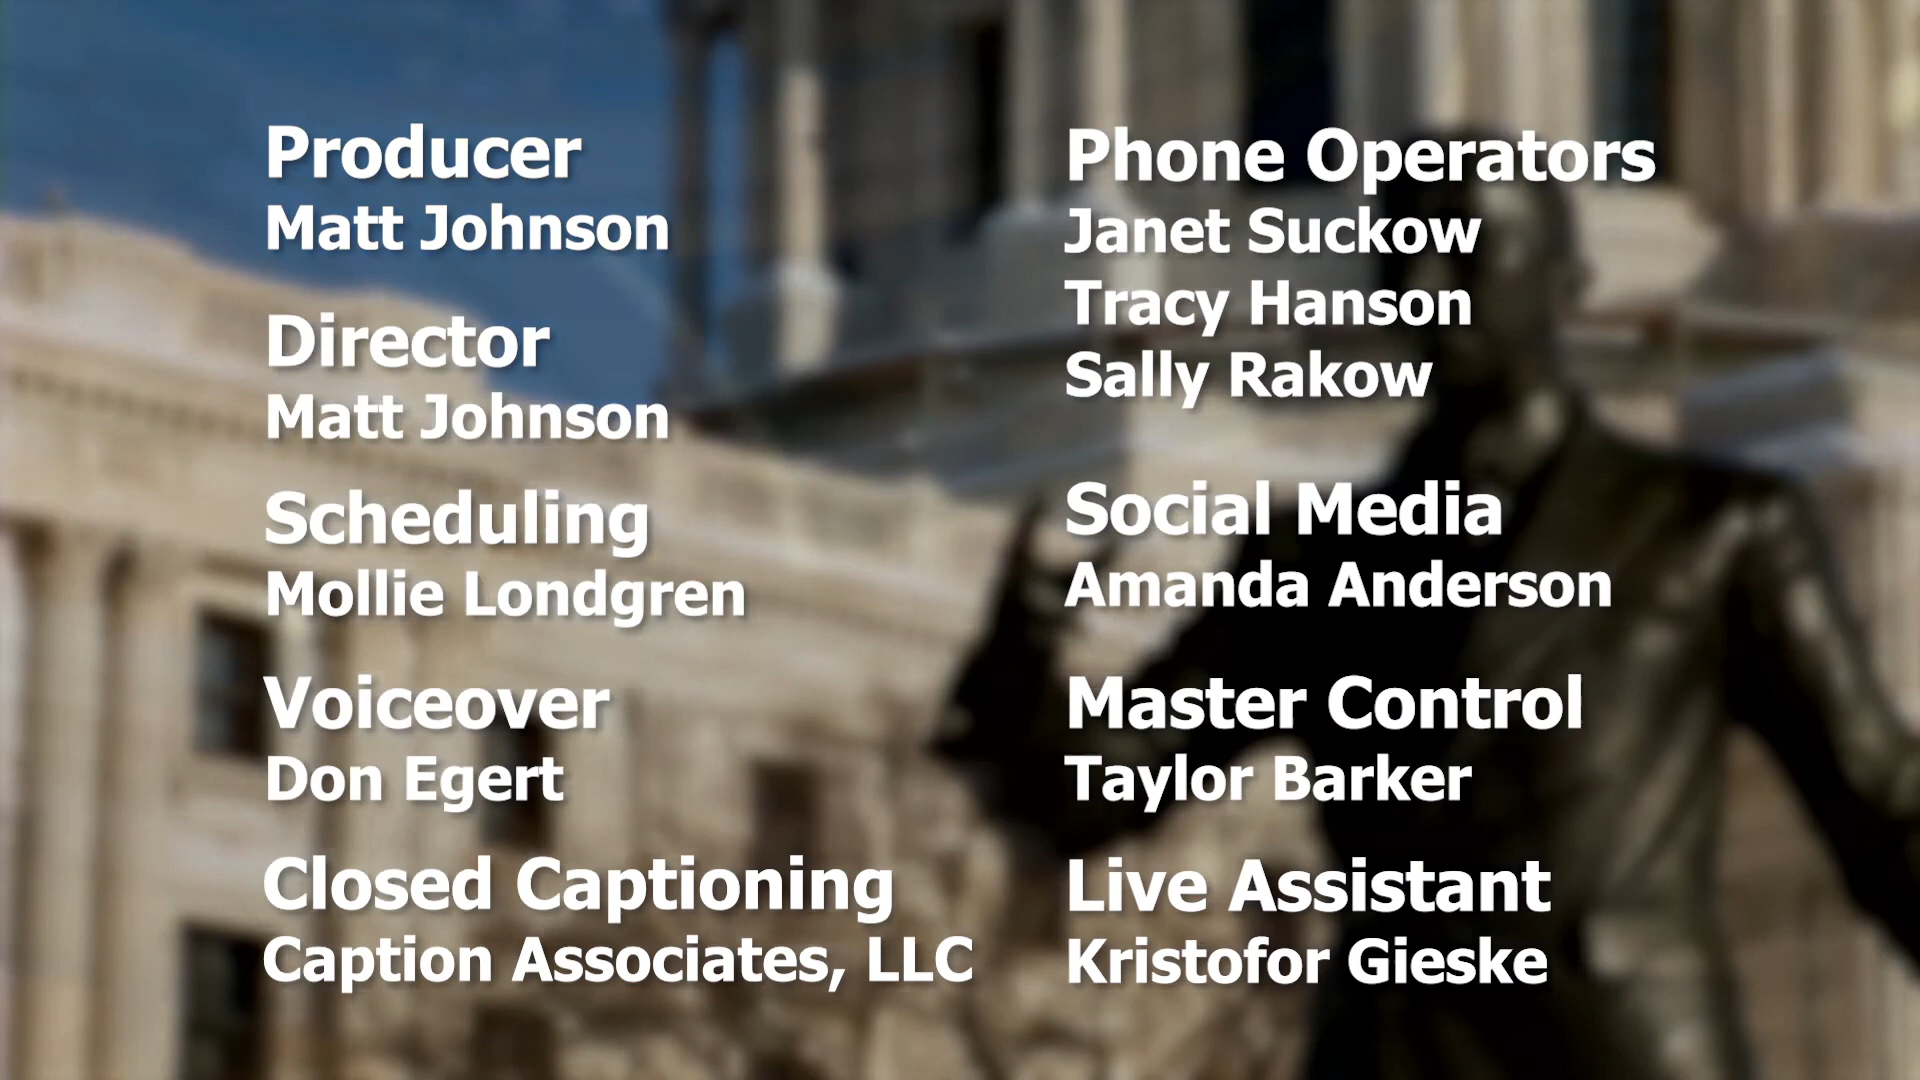 Producer
Matt Johnson
Director
Matt Johnson
Scheduling
Mollie Londgren
Voiceover
Don Egert
Closed Captioning
Caption Associates, LLC
Phone Operators
Janet Suckow
Tracy Hanson
Sally Rakow
Social Media
Amanda Anderson
Master Control
Taylor Barker
Live Assistant
Kristofor Gieske